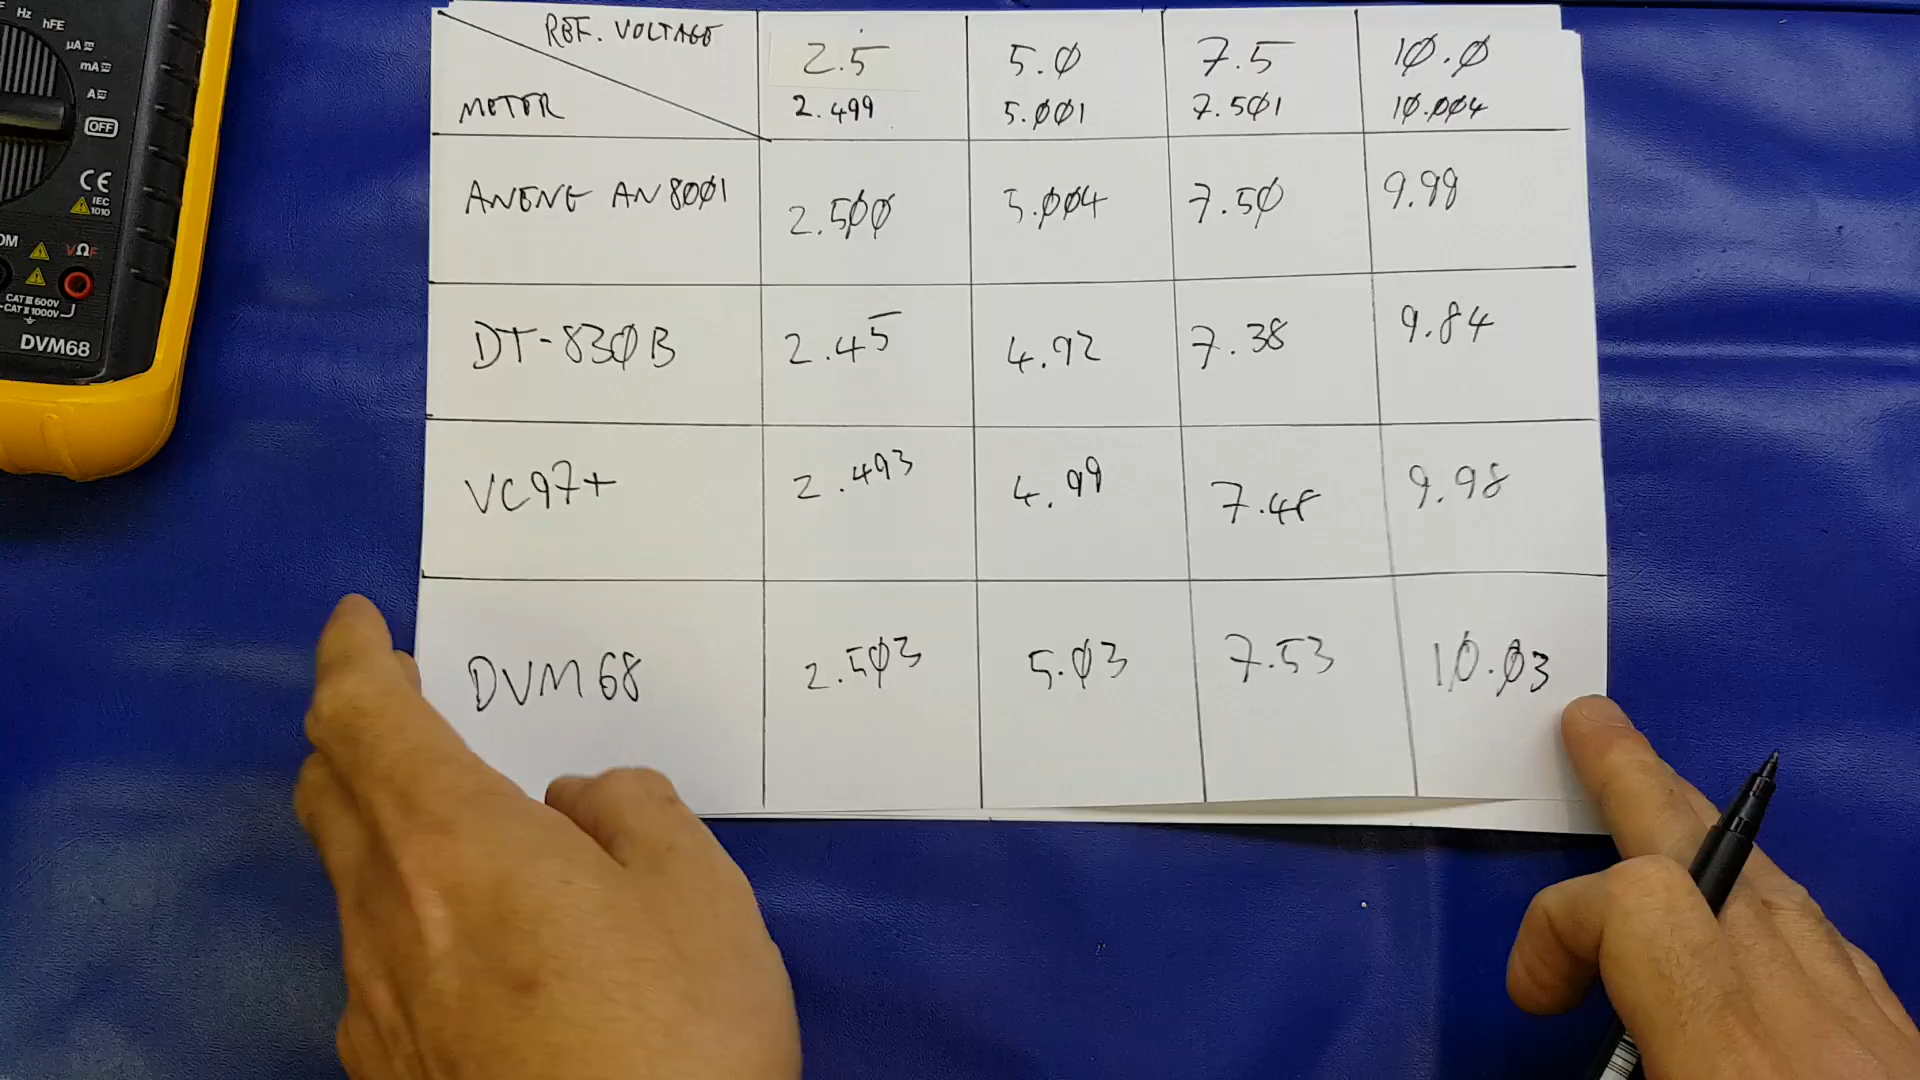 Hz
hFE
µA
mA
A
OFF
CE
IEC
1010
VΩF
CAT III 600V
CAT II 1000V
DVM68
REF. VOLTAGE
METER
2.5
2.499
5.0
5.001
7.5
7.501
10.0
10.004
ANENG AN8001
2.500
5.004
7.50
9.99
DT-830B
2.45
4.92
7.38
9.84
VC97+
2.493
4.99
7.48
9.98
DVM68
2.503
5.03
7.53
10.03